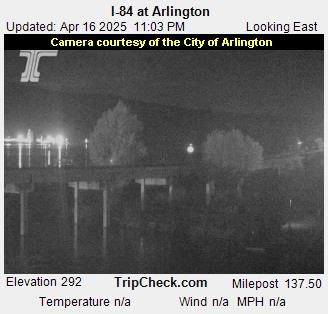 I-84 at Arlington
Updated: Apr 16 2025 11:03 PM Looking East
Camera courtesy of the City of Arlington
Elevation 292 TripCheck.com Milepost 137.50
Temperature n/a Wind n/a MPH n/a